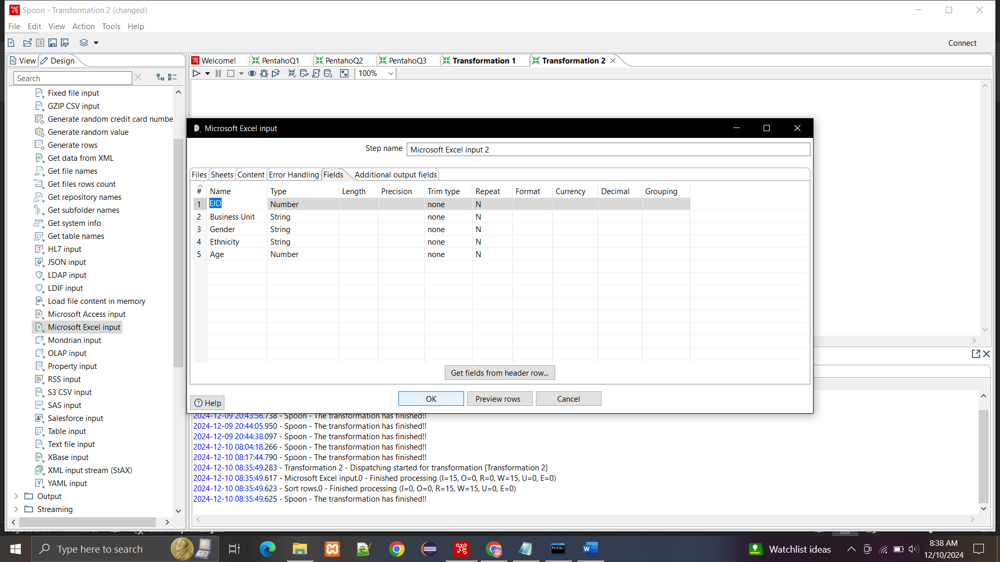 Spoon - Transformation 2 (changed)
File Edit View Action Tools Help
Connect
View Design
Welcome! PentahoQ1 PentahoQ2 PentahoQ3 Transformation 1 Transformation 2
100%
Search
Fixed file input
GZIP CSV input
Generate random credit card numbe
Generate random value
Generate rows
Get data from XML
Get file names
Get files rows count
Get repository names
Get subfolder names
Get system info
Get table names
HL7 input
JSON input
LDAP input
LDIF input
Load file content in memory
Microsoft Access input
Microsoft Excel input
Mondrian input
OLAP input
Property input
RSS input
S3 CSV input
SAS input
Salesforce input
Table input
Text file input
XBase input
XML input stream (StAX)
YAML input
Output
Streaming
Microsoft Excel input
Step name Microsoft Excel input 2
Files Sheets Content Error Handling Fields Additional output fields
# Name Type Length Precision Trim type Repeat Format Currency Decimal Grouping
1 EID Number none N
2 Business Unit String none N
3 Gender String none N
4 Ethnicity String none N
5 Age Number none N
Get fields from header row...
Help OK Preview rows Cancel
2024-12-09 20:43:56.738 - Spoon - The transformation has finished!!
2024-12-09 20:44:05.950 - Spoon - The transformation has finished!!
2024-12-09 20:44:38.097 - Spoon - The transformation has finished!!
2024-12-10 08:04:18.266 - Spoon - The transformation has finished!!
2024-12-10 08:17:44.790 - Spoon - The transformation has finished!!
2024-12-10 08:35:49.283 - Transformation 2 - Dispatching started for transformation [Transformation 2]
2024-12-10 08:35:49.617 - Microsoft Excel input.0 - Finished processing (I=15, O=0, R=0, W=15, U=0, E=0)
2024-12-10 08:35:49.623 - Sort rows.0 - Finished processing (I=0, O=0, R=15, W=15, U=0, E=0)
2024-12-10 08:35:49.625 - Spoon - The transformation has finished!!
Type here to search
MySQL
Watchlist ideas
8:38 AM
12/10/2024